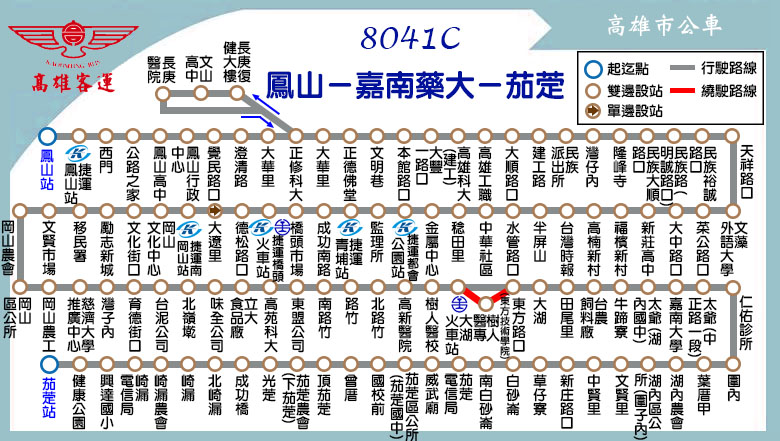 高雄市公車
8041C
鳳山－嘉南藥大－茄萣
KAOHSIUNG BUS
高雄客運
起迄點
雙邊設站
單邊設站
行駛路線
繞駛路線
長庚醫院
文山高中
長庚復健大樓
鳳山站
捷運鳳山站
西門
公路之家
鳳山高中
鳳山行政中心
覺民路口
澄清路
大華里
正修科大
大華里
正德佛堂
文明巷
本館路口
大豐一路口
高雄科大(建工)
高雄工職
大順路口
建工路
民族派出所
灣仔內
隆峰寺
民族大順路口
民族路(明誠路口)
民族裕誠路口
天祥路口
岡山農會
文賢市場
移民署
勵志新城
文化街口
岡山文化中心
捷運南岡山站
大遼里
德松路口
火車站
捷運橋頭
橋頭市場
成功南路
捷運青埔站
監理所
捷運都會公園站
金屬中心
稔田里
中華社區
水管路口
半屏山
台灣時報
高楠新村
福檳新村
新莊高中
大中路口
菜公路口
文藻外語大學
岡山區公所
岡山農工
慈濟大學推廣中心
灣子內
育德街口
台泥公司
北嶺墘
味全公司
立大食品廠
高苑科大
東盟公司
南路竹
路竹
北路竹
高新醫院
樹人醫校
大湖火車站
樹人醫專
東方技術學院
東方路口
大湖
田尾里
台農飼料廠
牛蹄寮
太爺(湖內國中)
嘉南大學
太爺(中正路一段)
仁佑診所
茄萣站
健康公園
興達國小
崎漏電信局
崎漏農會
崎漏
北崎漏
成功橋
光萣
茄萣農會(下茄萣)
頂茄萣
曾厝
國校前
茄萣區公所(茄萣國中)
威武廟
茄萣電信局
南白砂崙
白砂崙
草仔寮
新庄路口
中賢里
文賢里
湖內區公所(圍子內)
湖內農會
葉厝甲
圍內